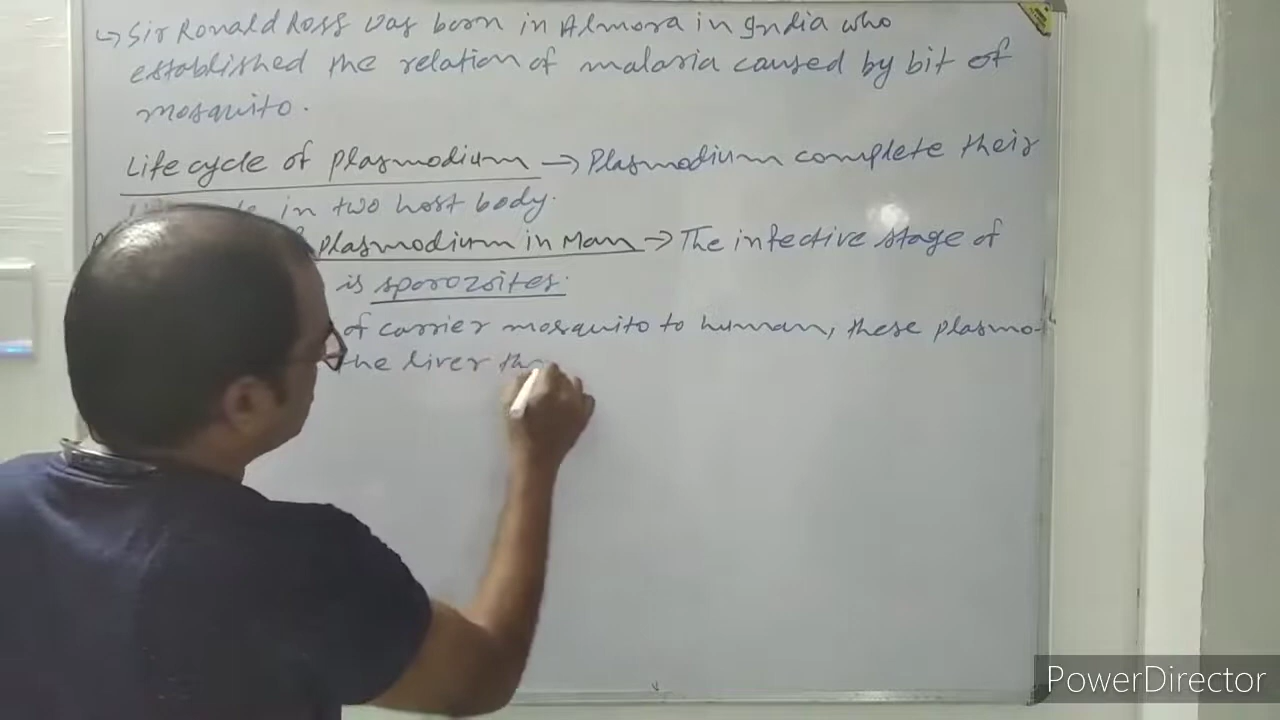 ↳ Sir Ronald Ross was born in Almora in India who
established the relation of malaria caused by bit of
mosquito.
Life cycle of plasmodium → Plasmodium complete their
in two host body.
plasmodium in Man → The infective stage of
is sporozoites.
of carrier mosquito to human, these plasmo-
the liver th
PowerDirector